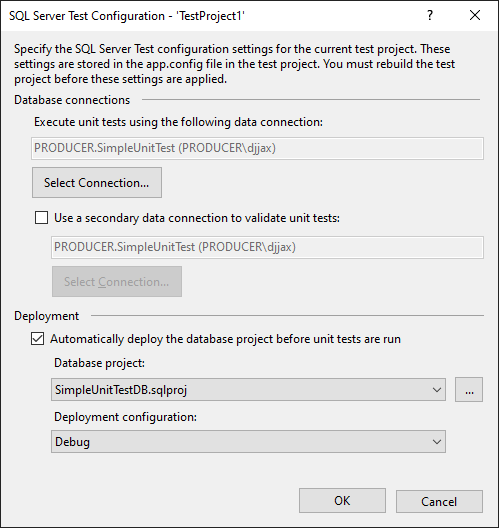 SQL Server Test Configuration - 'TestProject1'
?
Specify the SQL Server Test configuration settings for the current test project. These
settings are stored in the app.config file in the test project. You must rebuild the test
project before these settings are applied.
Database connections
Execute unit tests using the following data connection:
PRODUCER.SimpleUnitTest (PRODUCER\djjax)
Select Connection...
Use a secondary data connection to validate unit tests:
PRODUCER.SimpleUnitTest (PRODUCER\djjax)
Select Connection...
Deployment
Automatically deploy the database project before unit tests are run
Database project:
SimpleUnitTestDB.sqlproj
...
Deployment configuration:
Debug
OK
Cancel